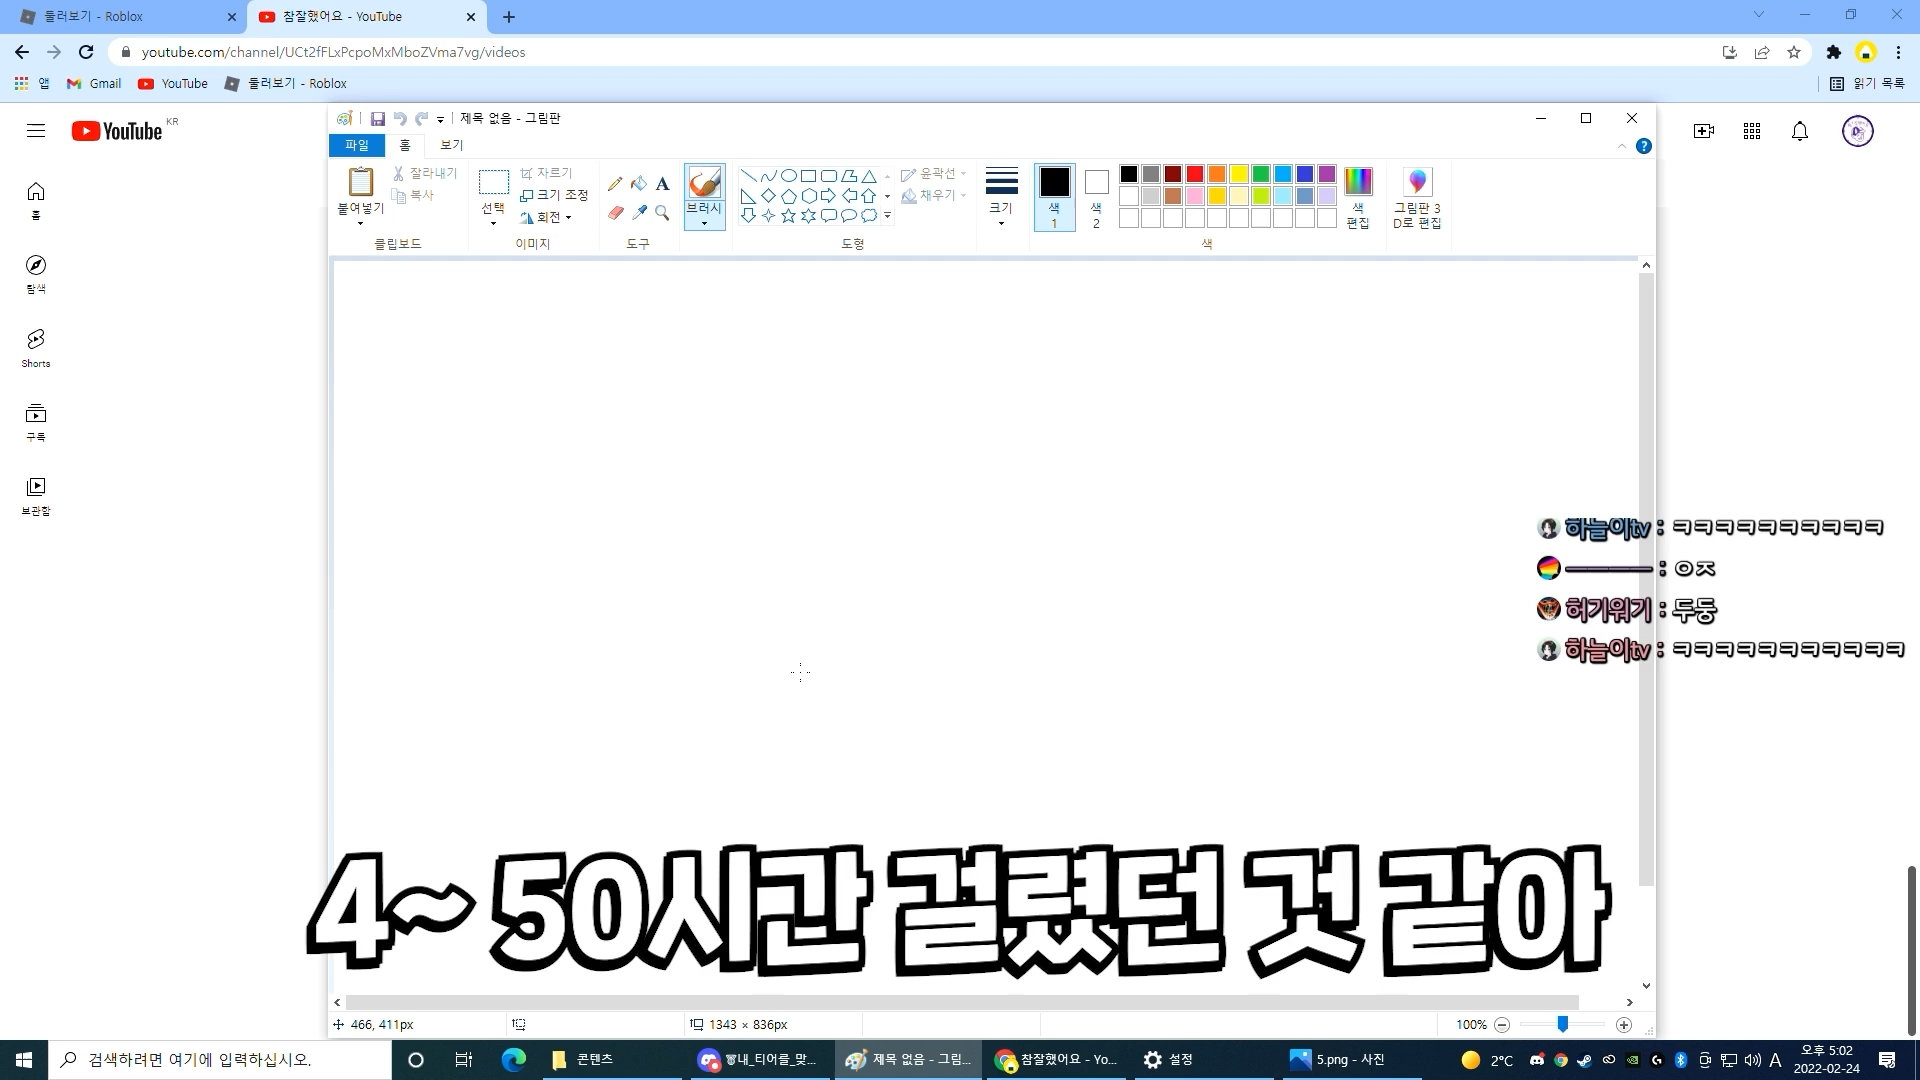 둘러보기 - Roblox
참잘했어요 - YouTube
youtube.com/channel/UCt2fFLxPcpoMxMboZVma7vg/videos
앱
Gmail
YouTube
둘러보기 - Roblox
읽기 목록
YouTube KR
홈
탐색
Shorts
구독
보관함
제목 없음 - 그림판
파일
홈
보기
붙여넣기
잘라내기
복사
클립보드
선택
자르기
크기 조정
회전
이미지
A
도구
브러시
윤곽선
채우기
도형
크기
색
1
색
2
색
편집
색
그림판 3
D로 편집
하늘이tv : ㅋㅋㅋㅋㅋㅋㅋㅋㅋㅋ
————— : ㅇㅈ
허기워기 : 두둥
하늘이tv : ㅋㅋㅋㅋㅋㅋㅋㅋㅋㅋㅋ
4~ 50시간 걸렸던 것 같아
466, 411px
1343 × 836px
100%
검색하려면 여기에 입력하십시오.
콘텐츠
내_티어를_맞...
제목 없음 - 그림...
참잘했어요 - Yo...
설정
5.png - 사진
2°C
A
오후 5:02
2022-02-24